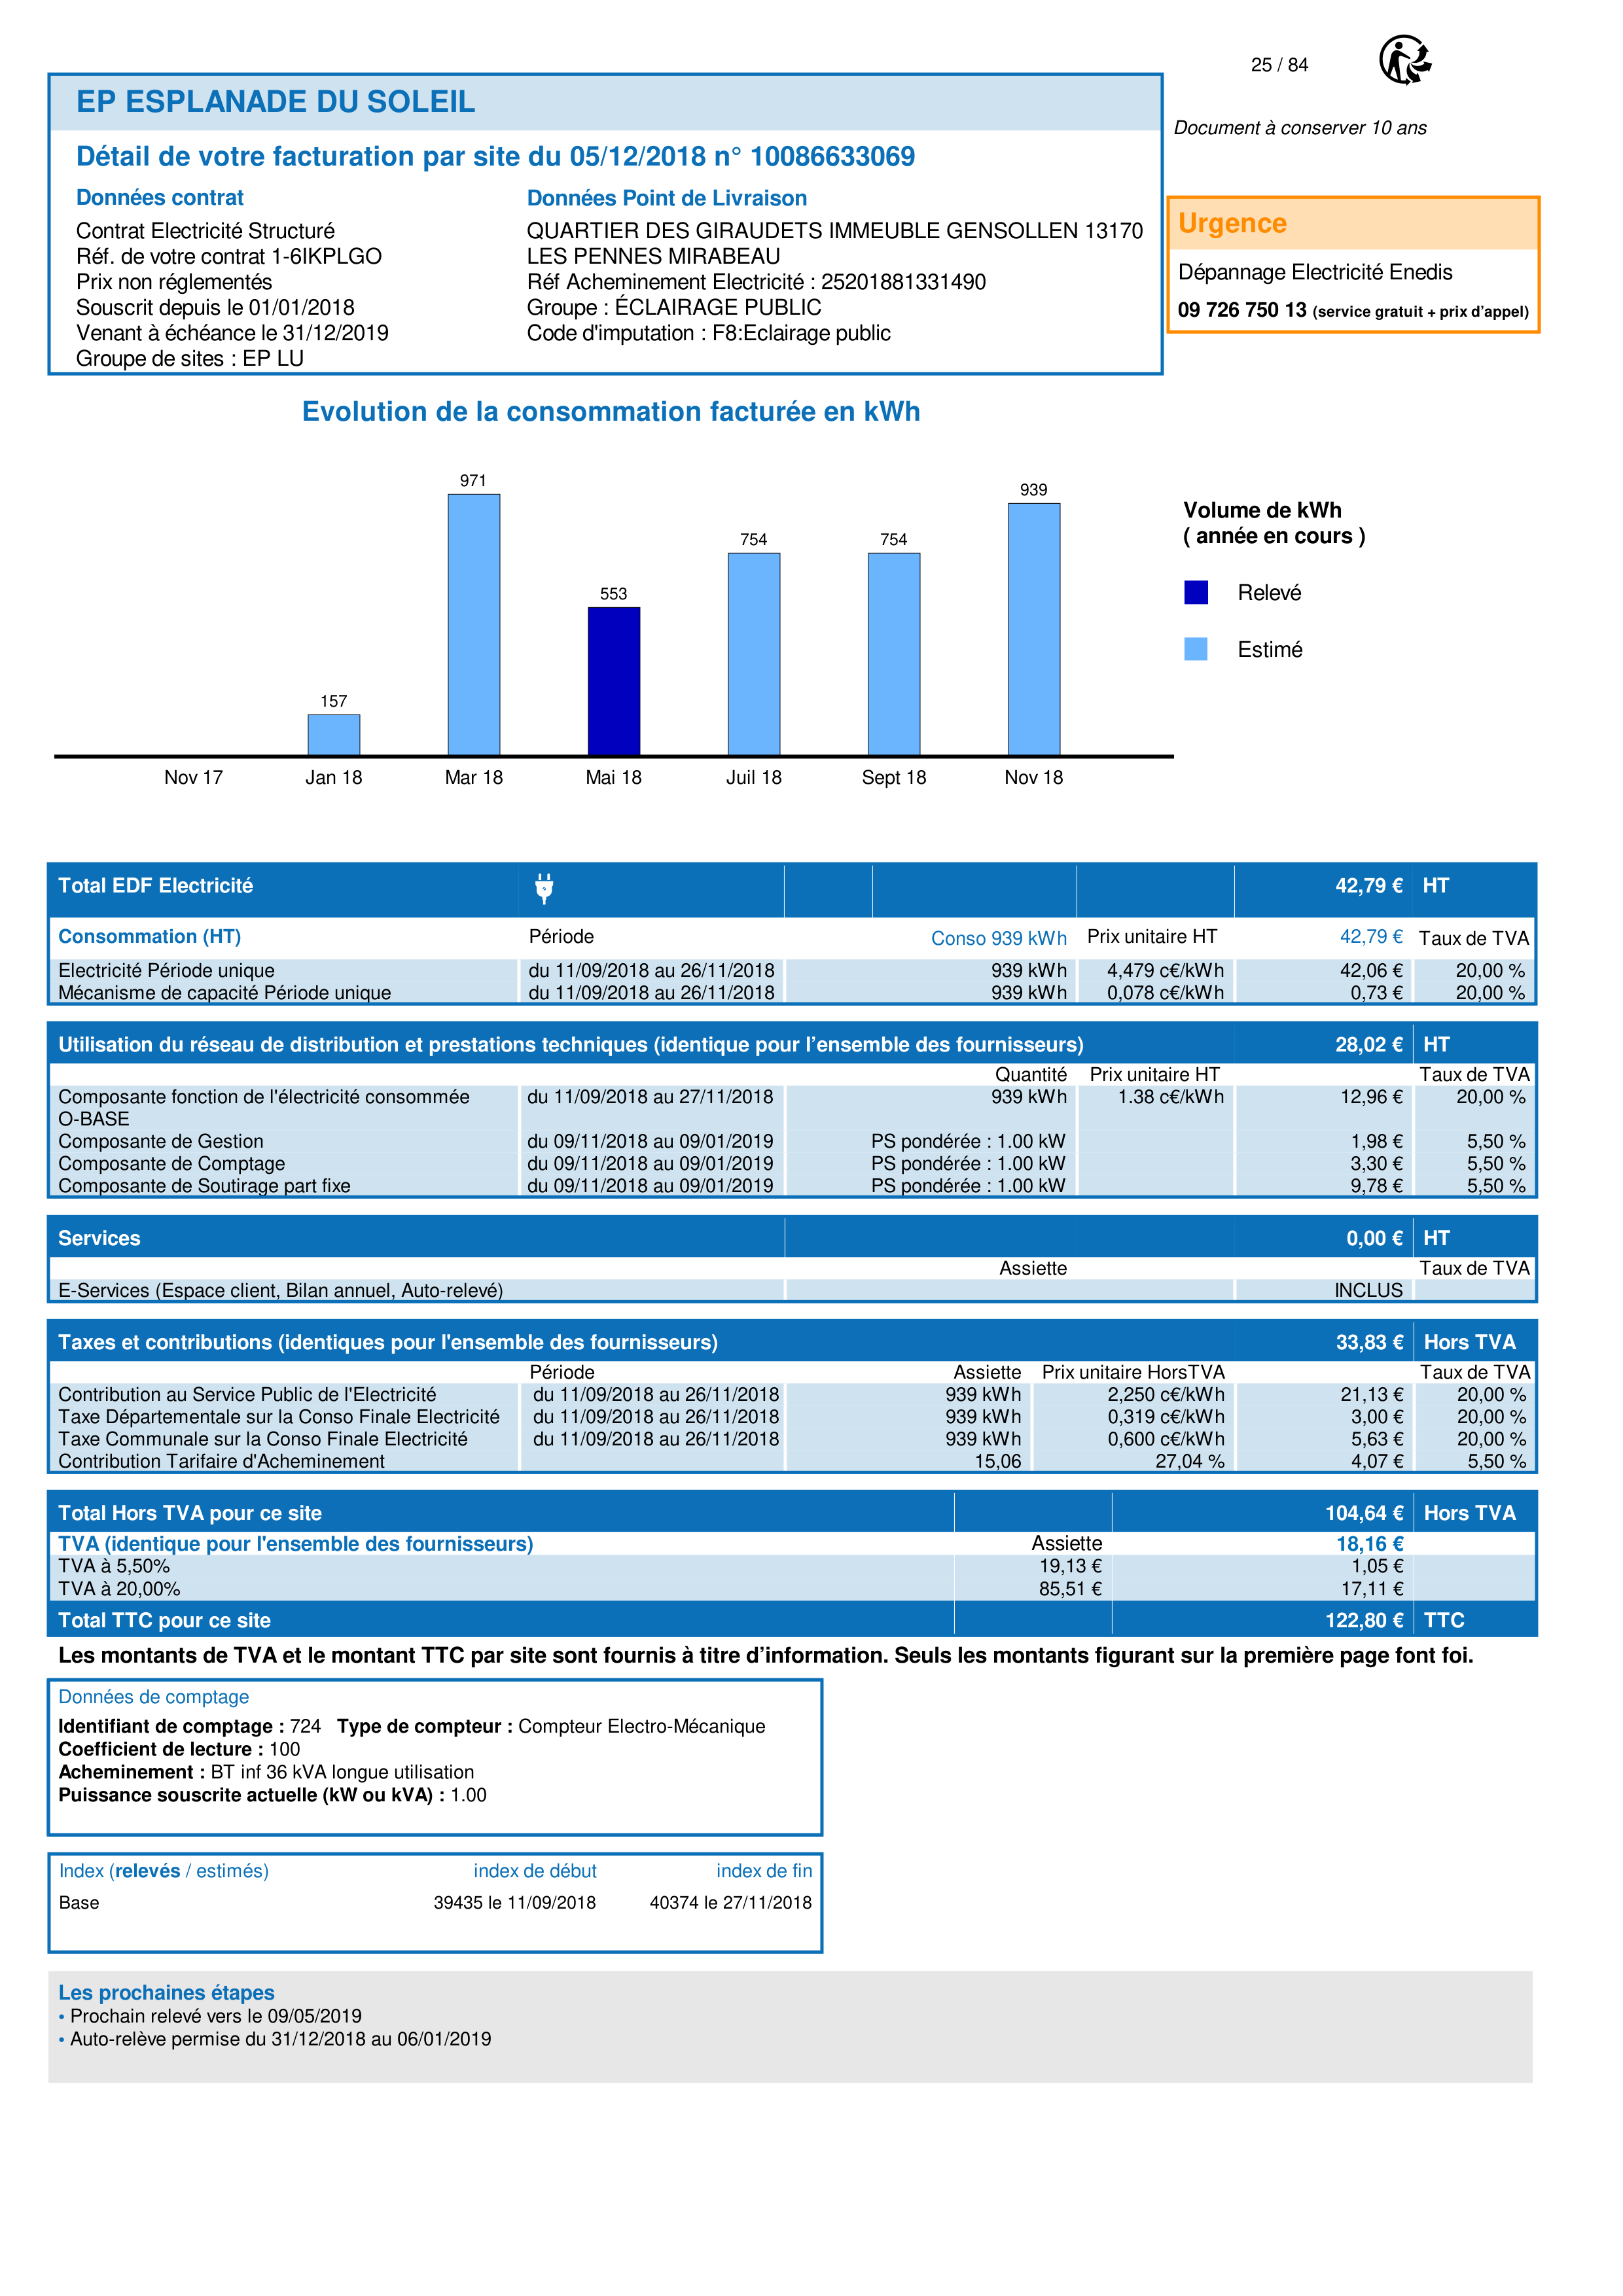 25 / 84
EP ESPLANADE DU SOLEIL
Document à conserver 10 ans
Détail de votre facturation par site du 05/12/2018 n° 10086633069
Données contrat
Contrat Electricité Structuré
Réf. de votre contrat 1-6IKPLGO
Prix non réglementés
Souscrit depuis le 01/01/2018
Venant à échéance le 31/12/2019
Groupe de sites : EP LU
Données Point de Livraison
QUARTIER DES GIRAUDETS IMMEUBLE GENSOLLEN 13170
LES PENNES MIRABEAU
Réf Acheminement Electricité : 25201881331490
Groupe : ÉCLAIRAGE PUBLIC
Code d'imputation : F8:Eclairage public
Urgence
Dépannage Electricité Enedis
09 726 750 13 (service gratuit + prix d’appel)
Evolution de la consommation facturée en kWh
157
971
553
754
754
939
Nov 17 Jan 18 Mar 18 Mai 18 Juil 18 Sept 18 Nov 18
Volume de kWh
( année en cours )
Relevé
Estimé
Total EDF Electricité 42,79 € HT
Consommation (HT) Période Conso 939 kWh Prix unitaire HT 42,79 € Taux de TVA
Electricité Période unique du 11/09/2018 au 26/11/2018 939 kWh 4,479 c€/kWh 42,06 € 20,00 %
Mécanisme de capacité Période unique du 11/09/2018 au 26/11/2018 939 kWh 0,078 c€/kWh 0,73 € 20,00 %
Utilisation du réseau de distribution et prestations techniques (identique pour l’ensemble des fournisseurs) 28,02 € HT
Quantité Prix unitaire HT Taux de TVA
Composante fonction de l'électricité consommée du 11/09/2018 au 27/11/2018 939 kWh 1.38 c€/kWh 12,96 € 20,00 %
O-BASE
Composante de Gestion du 09/11/2018 au 09/01/2019 PS pondérée : 1.00 kW 1,98 € 5,50 %
Composante de Comptage du 09/11/2018 au 09/01/2019 PS pondérée : 1.00 kW 3,30 € 5,50 %
Composante de Soutirage part fixe du 09/11/2018 au 09/01/2019 PS pondérée : 1.00 kW 9,78 € 5,50 %
Services 0,00 € HT
Assiette Taux de TVA
E-Services (Espace client, Bilan annuel, Auto-relevé) INCLUS
Taxes et contributions (identiques pour l'ensemble des fournisseurs) 33,83 € Hors TVA
Période Assiette Prix unitaire HorsTVA Taux de TVA
Contribution au Service Public de l'Electricité du 11/09/2018 au 26/11/2018 939 kWh 2,250 c€/kWh 21,13 € 20,00 %
Taxe Départementale sur la Conso Finale Electricité du 11/09/2018 au 26/11/2018 939 kWh 0,319 c€/kWh 3,00 € 20,00 %
Taxe Communale sur la Conso Finale Electricité du 11/09/2018 au 26/11/2018 939 kWh 0,600 c€/kWh 5,63 € 20,00 %
Contribution Tarifaire d'Acheminement 15,06 27,04 % 4,07 € 5,50 %
Total Hors TVA pour ce site 104,64 € Hors TVA
TVA (identique pour l'ensemble des fournisseurs) Assiette 18,16 €
TVA à 5,50% 19,13 € 1,05 €
TVA à 20,00% 85,51 € 17,11 €
Total TTC pour ce site 122,80 € TTC
Les montants de TVA et le montant TTC par site sont fournis à titre d’information. Seuls les montants figurant sur la première page font foi.
Données de comptage
Identifiant de comptage : 724 Type de compteur : Compteur Electro-Mécanique
Coefficient de lecture : 100
Acheminement : BT inf 36 kVA longue utilisation
Puissance souscrite actuelle (kW ou kVA) : 1.00
Index (relevés / estimés) index de début index de fin
Base 39435 le 11/09/2018 40374 le 27/11/2018
Les prochaines étapes
• Prochain relevé vers le 09/05/2019
• Auto-relève permise du 31/12/2018 au 06/01/2019